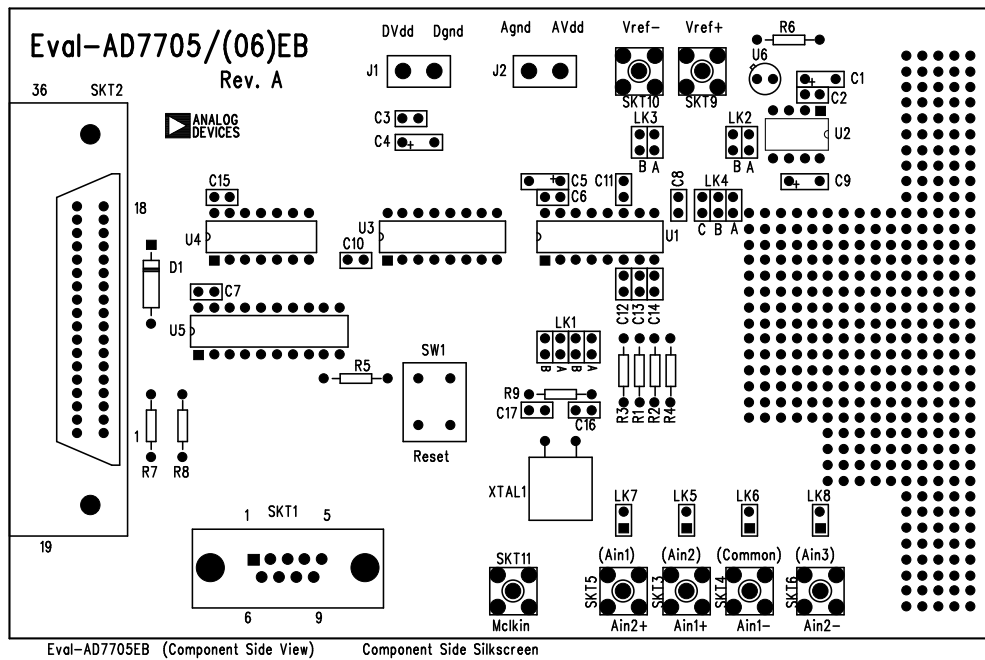 Eval-AD7705/(06)EB
Rev. A
DVdd Dgnd
Agnd AVdd
Vref- Vref+
R6
J1
J2
U6
C1
C2
SKT10 SKT9
36 SKT2
ANALOG
DEVICES
C3
C4
LK3
B A
LK2
B A
U2
C15
C5
C6
C11
C8
LK4
C B A
C9
18
U4
U3
U1
C10
D1
C7
C12 C13 C14
U5
LK1
B A B A
R5
SW1
R9
C17
C16
R3 R1 R2 R4
1
Reset
R7 R8
XTAL1
LK7 LK5 LK6 LK8
19
1 SKT1 5
6 9
SKT11
(Ain1) (Ain2) (Common) (Ain3)
SKT5 SKT3 SKT4 SKT6
Mclkin
Ain2+ Ain1+ Ain1- Ain2-
Eval-AD7705EB (Component Side View) Component Side Silkscreen